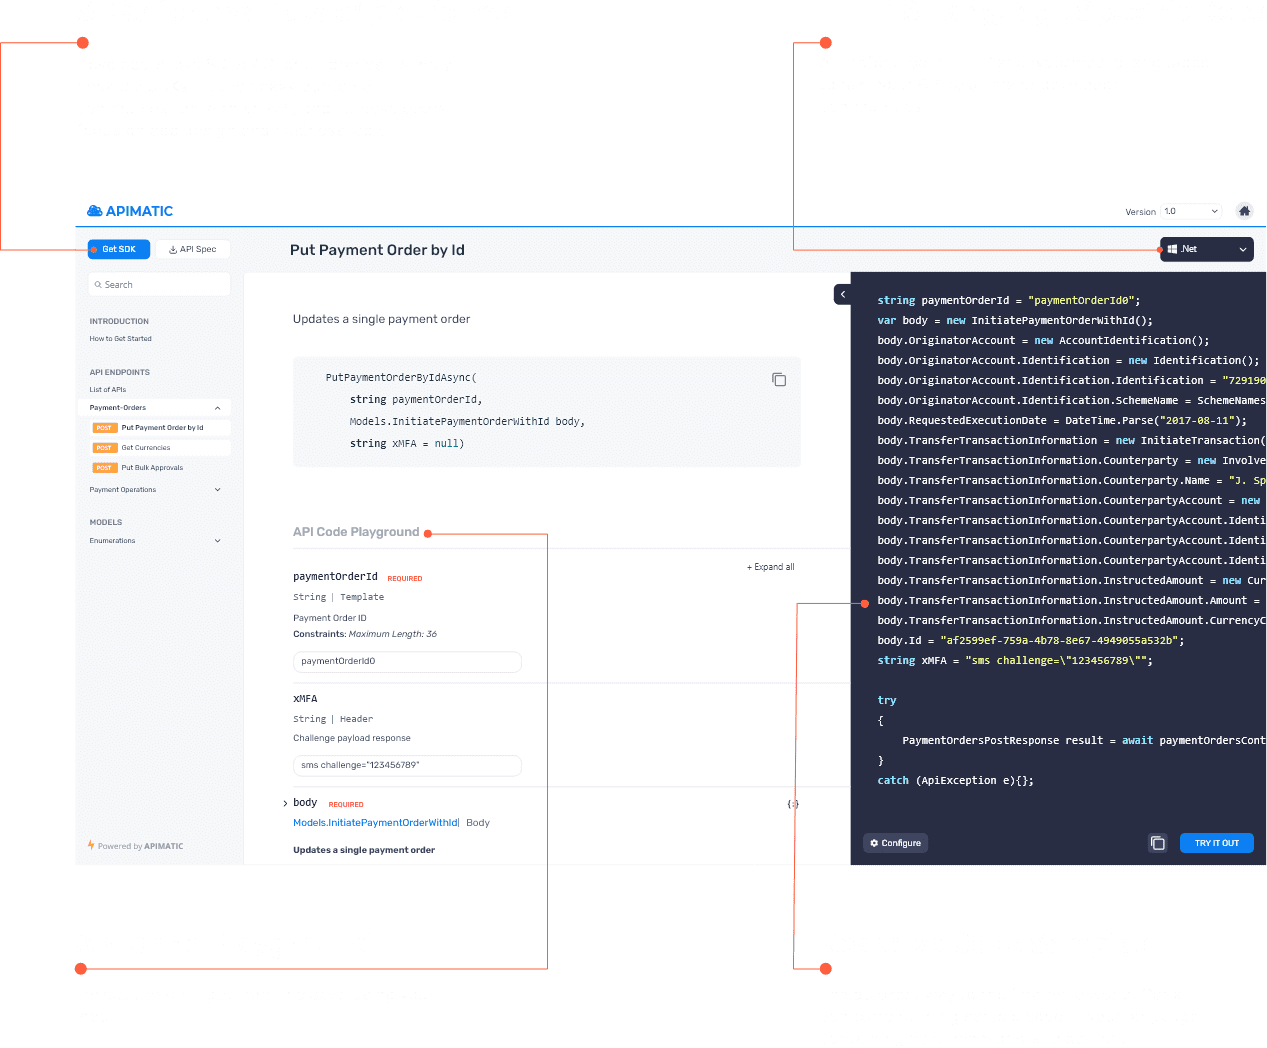 APIMATIC
Version 1.0
Get SDK
API Spec
Put Payment Order by Id
.Net
Search
INTRODUCTION
How to Get Started
API ENDPOINTS
List of APIs
Payment-Orders
POST Put Payment Order by Id
POST Get Currencies
POST Put Bulk Approvals
Payment Operations
MODELS
Enumerations
Powered by APIMATIC
Updates a single payment order
PutPaymentOrderByIdAsync(
string paymentOrderId,
Models.InitiatePaymentOrderWithId body,
string xMFA = null)
API Code Playground
+ Expand all
paymentOrderId REQUIRED
String | Template
Payment Order ID
Constraints: Maximum Length: 36
paymentOrderId0
xMFA
String | Header
Challenge payload response
sms challenge="123456789"
body REQUIRED
{;}
Models.InitiatePaymentOrderWithId| Body
Updates a single payment order
string paymentOrderId = "paymentOrderId0";
var body = new InitiatePaymentOrderWithId();
body.OriginatorAccount = new AccountIdentification();
body.OriginatorAccount.Identification = new Identification();
body.OriginatorAccount.Identification.Identification = "729190
body.OriginatorAccount.Identification.SchemeName = SchemeNames
body.RequestedExecutionDate = DateTime.Parse("2017-08-11");
body.TransferTransactionInformation = new InitiateTransaction(
body.TransferTransactionInformation.Counterparty = new Involve
body.TransferTransactionInformation.Counterparty.Name = "J. Sp
body.TransferTransactionInformation.CounterpartyAccount = new
body.TransferTransactionInformation.CounterpartyAccount.Identi
body.TransferTransactionInformation.CounterpartyAccount.Identi
body.TransferTransactionInformation.CounterpartyAccount.Identi
body.TransferTransactionInformation.InstructedAmount = new Cur
body.TransferTransactionInformation.InstructedAmount.Amount =
body.TransferTransactionInformation.InstructedAmount.CurrencyC
body.Id = "af2599ef-759a-4b78-8e67-4949055a532b";
string xMFA = "sms challenge=\"123456789\"";
try
{
PaymentOrdersPostResponse result = await paymentOrdersCont
}
catch (ApiException e){};
Configure
TRY IT OUT